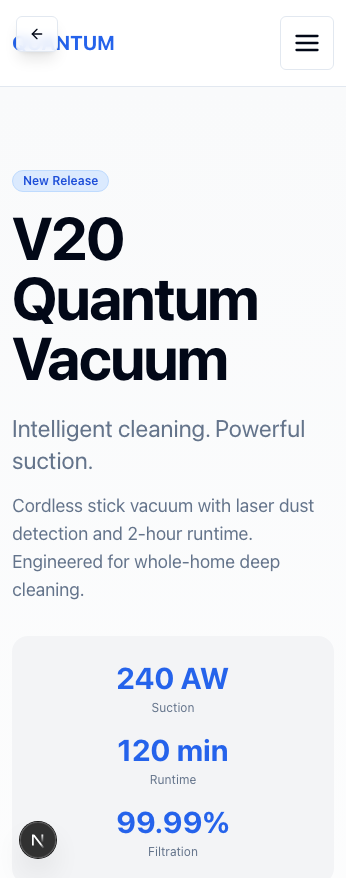 QUANTUM
New Release
V20
Quantum
Vacuum
Intelligent cleaning. Powerful
suction.
Cordless stick vacuum with laser dust
detection and 2-hour runtime.
Engineered for whole-home deep
cleaning.
240 AW
Suction
120 min
Runtime
99.99%
Filtration
N